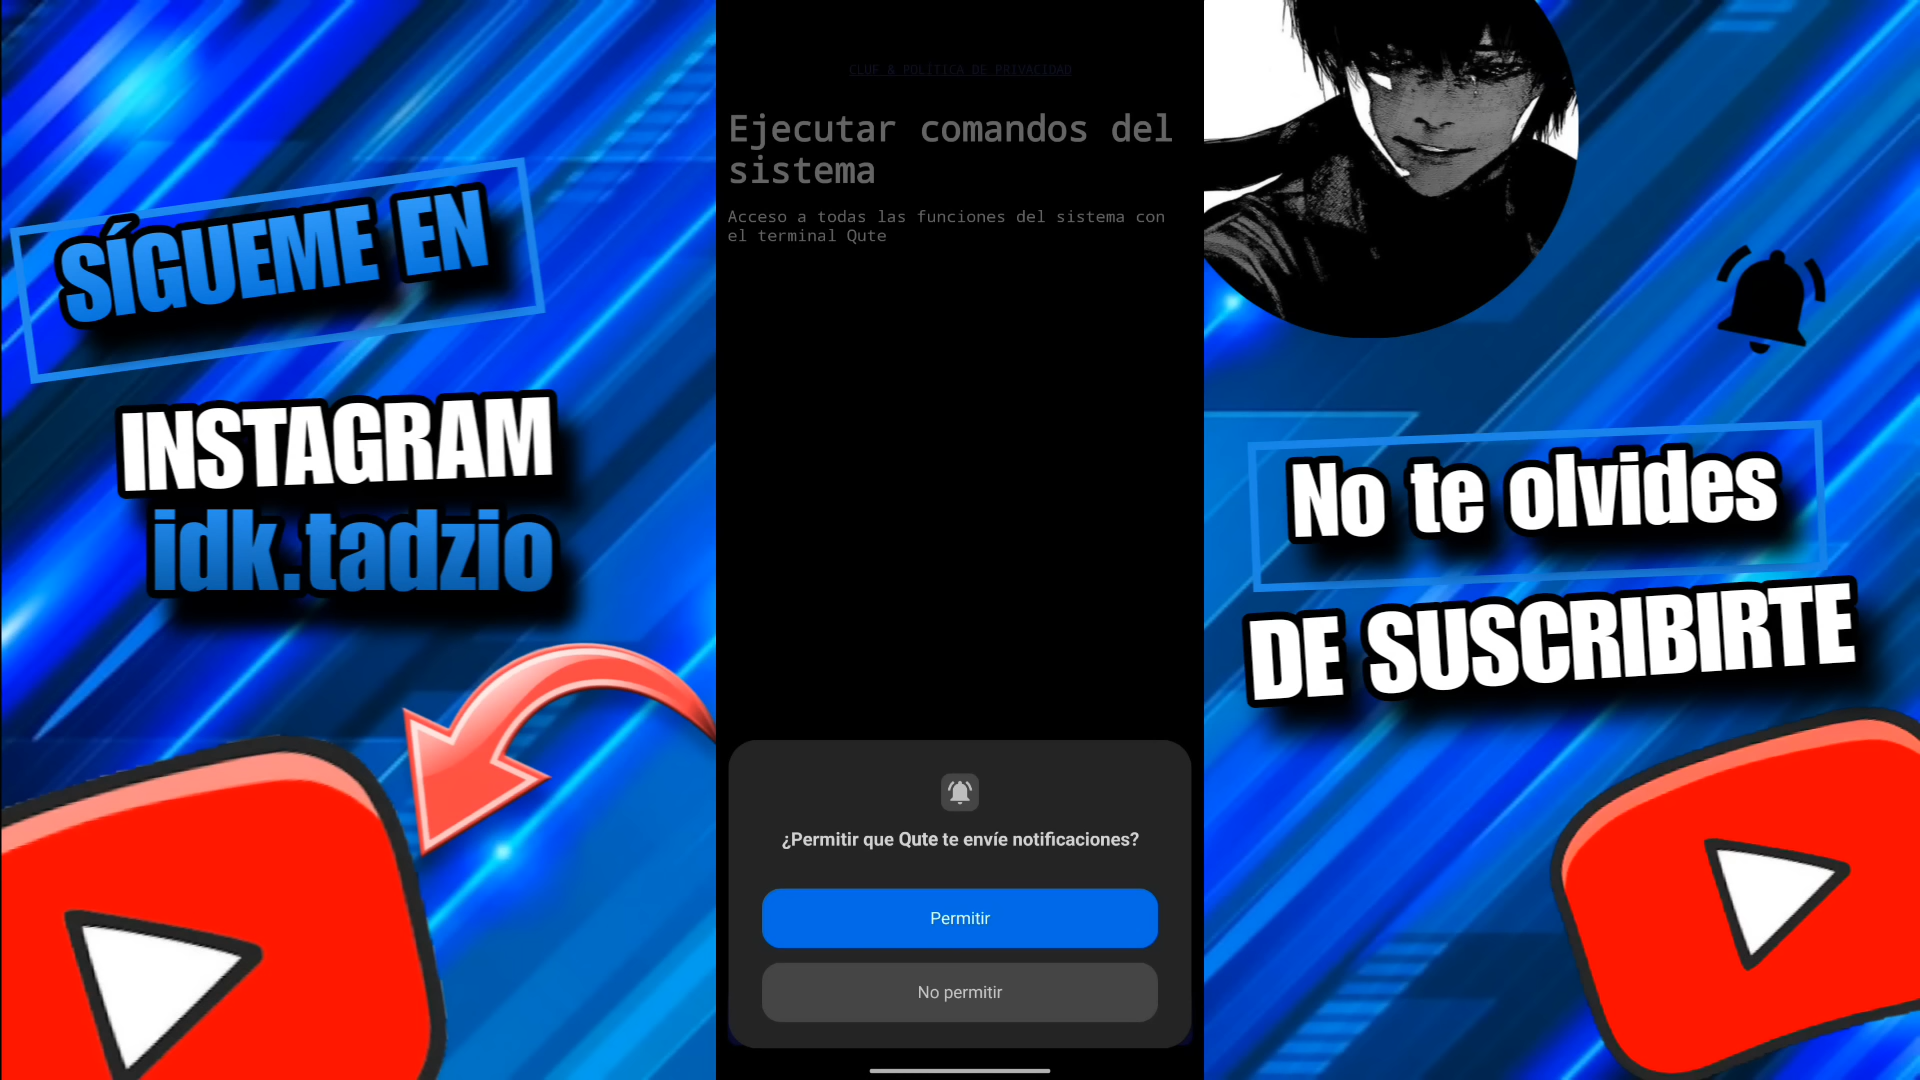 SÍGUEME EN
INSTAGRAM
idk.tadzio
CLUF & POLÍTICA DE PRIVACIDAD
Ejecutar comandos del
sistema
Acceso a todas las funciones del sistema con
el terminal Qute
¿Permitir que Qute te envíe notificaciones?
Permitir
No permitir
No te olvides
DE SUSCRIBIRTE